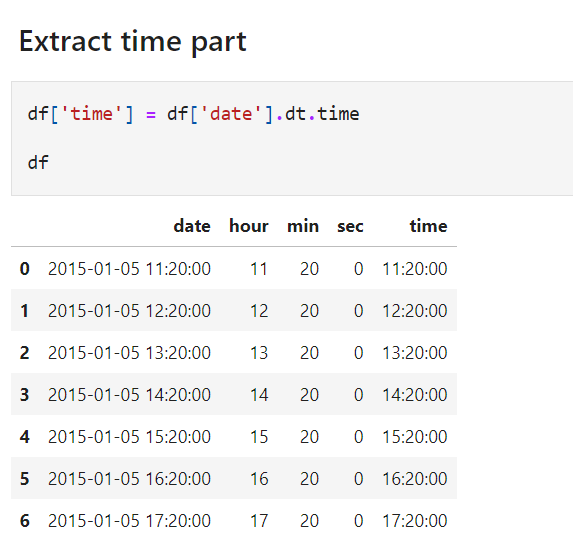 Extract time part
df['time'] = df['date'].dt.time
df
date hour min sec time
0 2015-01-05 11:20:00 11 20 0 11:20:00
1 2015-01-05 12:20:00 12 20 0 12:20:00
2 2015-01-05 13:20:00 13 20 0 13:20:00
3 2015-01-05 14:20:00 14 20 0 14:20:00
4 2015-01-05 15:20:00 15 20 0 15:20:00
5 2015-01-05 16:20:00 16 20 0 16:20:00
6 2015-01-05 17:20:00 17 20 0 17:20:00